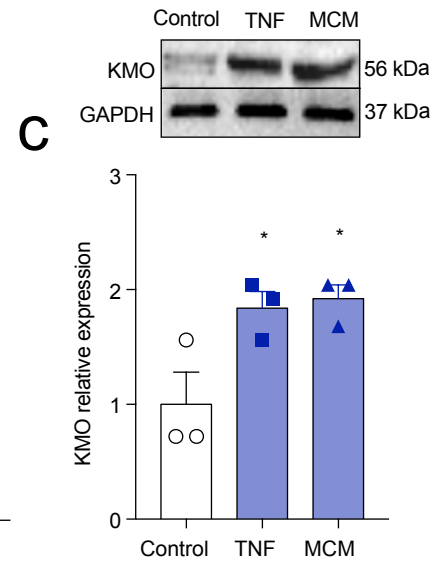 Control TNF MCM
KMO 56 kDa
GAPDH 37 kDa
C
KMO relative expression
3
2
1
0
* *
Control TNF MCM